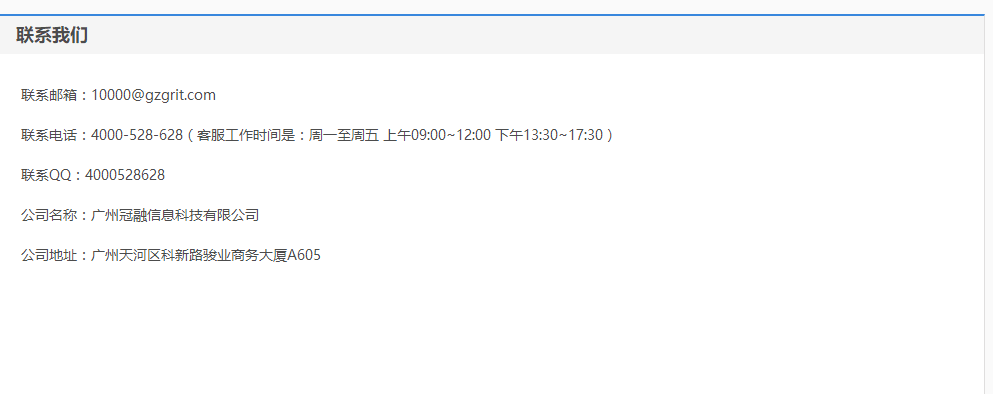 联系我们
联系邮箱：10000@gzgrit.com
联系电话：4000-528-628（客服工作时间是：周一至周五 上午09:00~12:00 下午13:30~17:30）
联系QQ：4000528628
公司名称：广州冠融信息科技有限公司
公司地址：广州天河区科新路骏业商务大厦A605